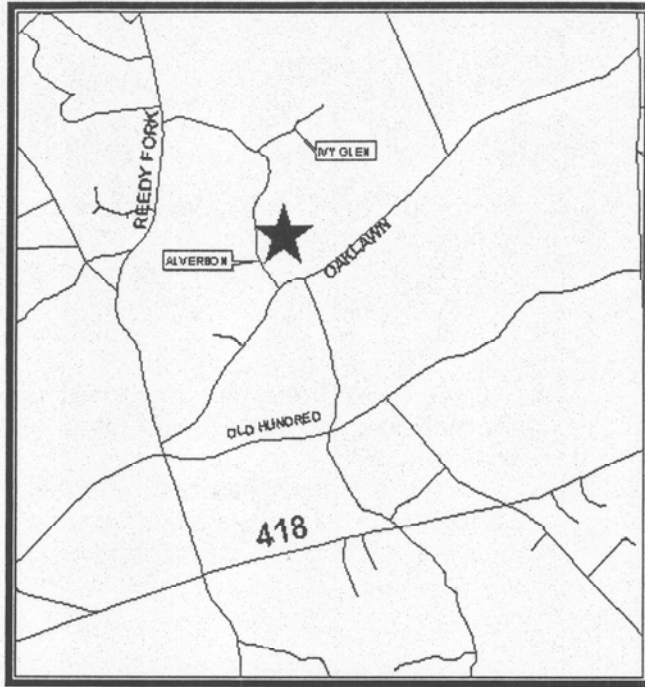 REEDY FORK
IVY GLEN
ALVERSON
OAKLAWN
OLD HUNDRED
418